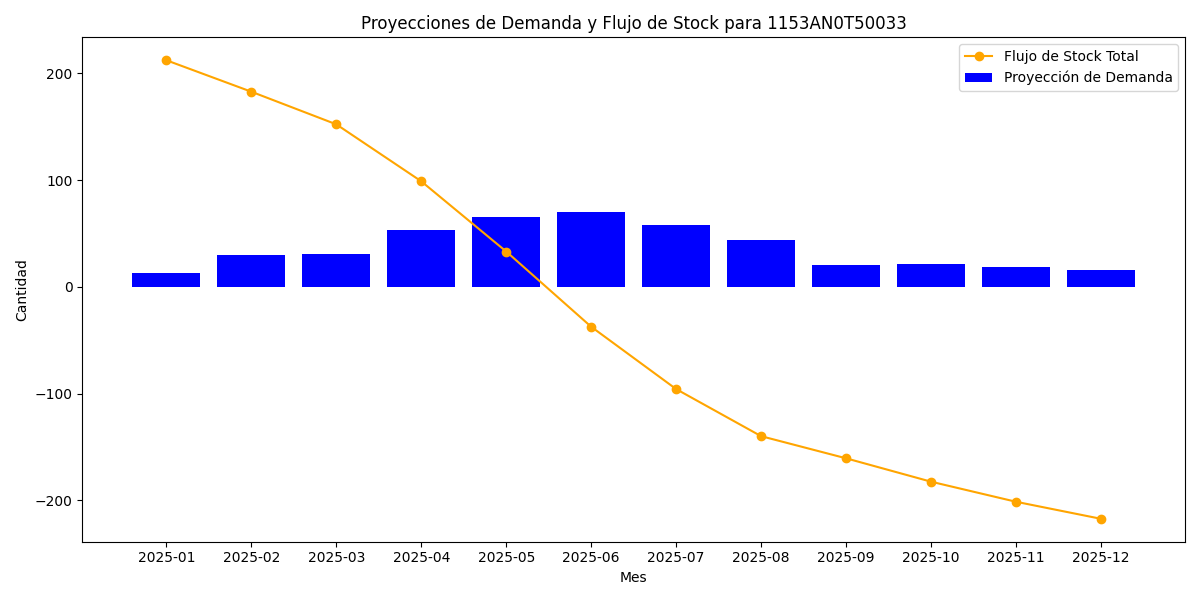 Proyecciones de Demanda y Flujo de Stock para 1153AN0T50033
Flujo de Stock Total
Proyección de Demanda
Cantidad
200
100
0
−100
−200
2025-01 2025-02 2025-03 2025-04 2025-05 2025-06 2025-07 2025-08 2025-09 2025-10 2025-11 2025-12
Mes